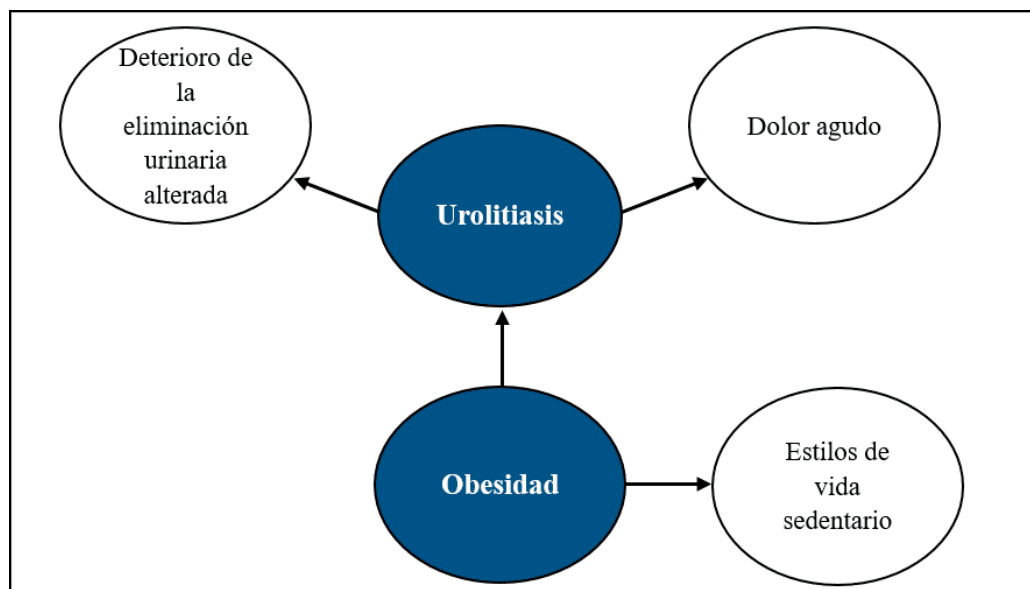 Deterioro de
la
eliminación
urinaria
alterada
Dolor agudo
Urolitiasis
Obesidad
Estilos de
vida
sedentario